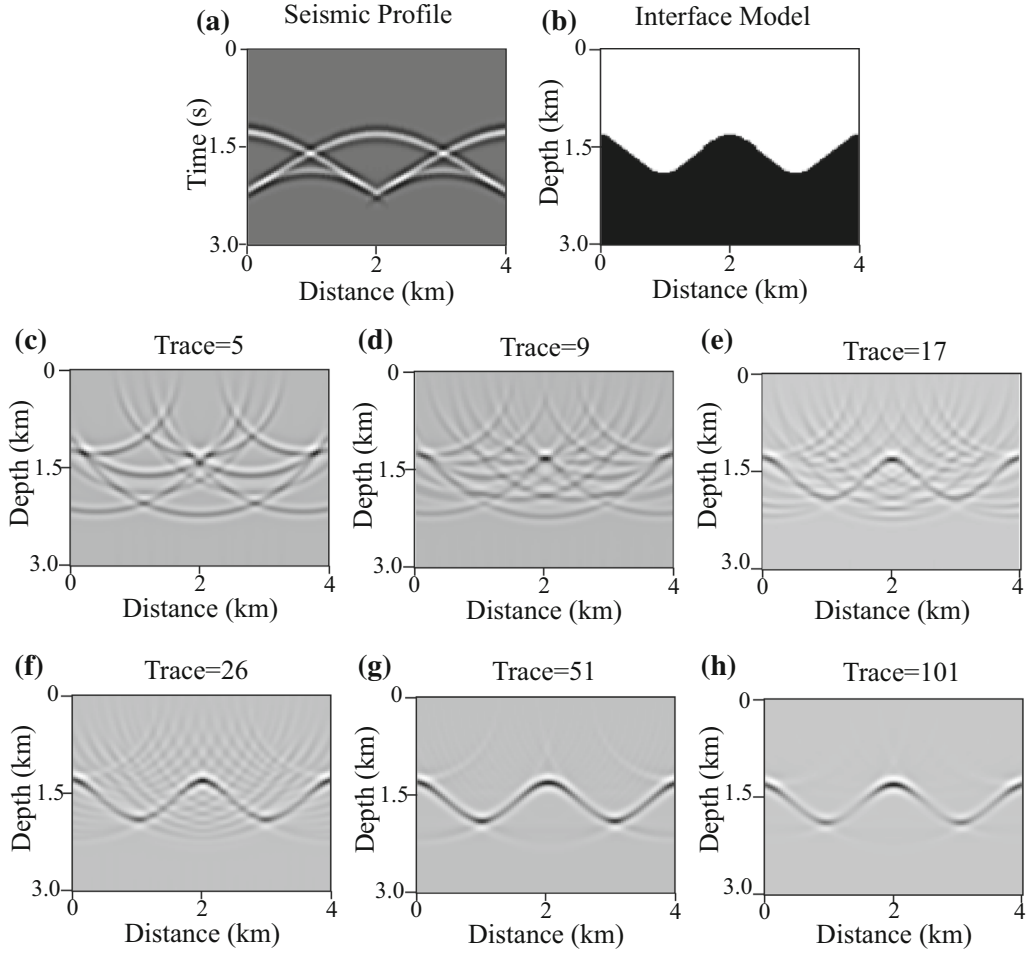 (a) Seismic Profile
0
1.5
3.0
Time (s)
0 2 4
Distance (km)
(b) Interface Model
0
1.5
3.0
Depth (km)
0 2 4
Distance (km)
(c) Trace=5
0
1.5
3.0
Depth (km)
0 2 4
Distance (km)
(d) Trace=9
0
1.5
3.0
Depth (km)
0 2 4
Distance (km)
(e) Trace=17
0
1.5
3.0
Depth (km)
0 2 4
Distance (km)
(f) Trace=26
0
1.5
3.0
Depth (km)
0 2 4
Distance (km)
(g) Trace=51
0
1.5
3.0
Depth (km)
0 2 4
Distance (km)
(h) Trace=101
0
1.5
3.0
Depth (km)
0 2 4
Distance (km)